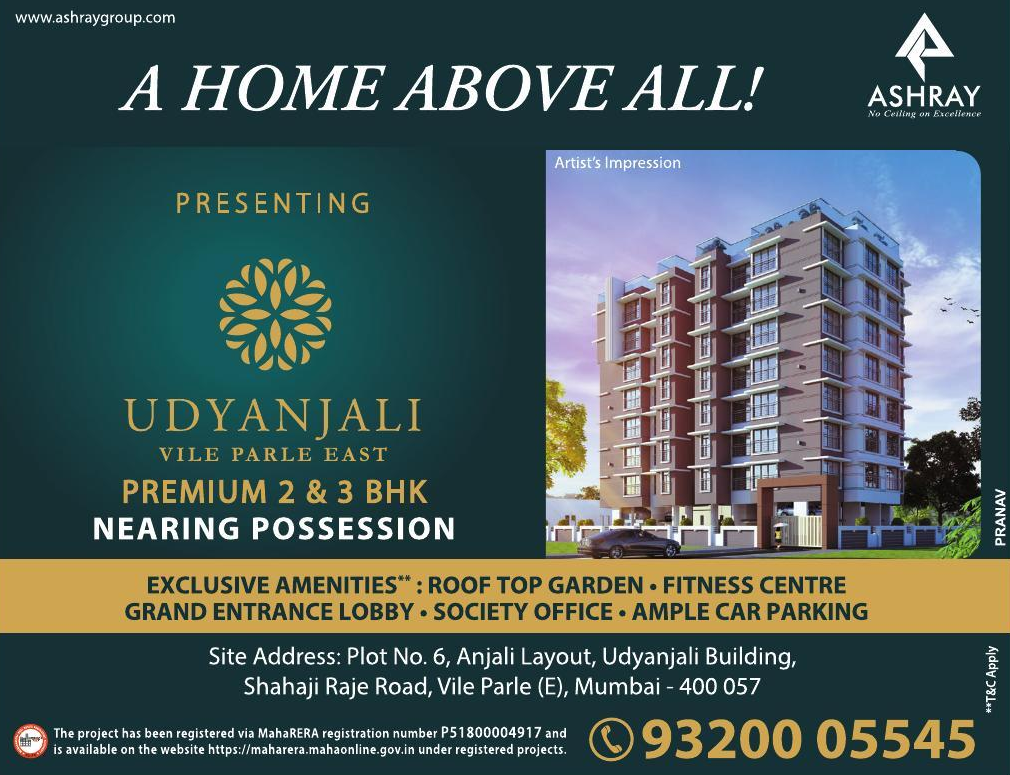 www.ashraygroup.com
A HOME ABOVE ALL!
ASHRAY
No Ceiling on Excellence
PRESENTING
Artist's Impression
UDYANJALI
VILE PARLE EAST
PREMIUM 2 & 3 BHK
NEARING POSSESSION
PRANAV
EXCLUSIVE AMENITIES** : ROOF TOP GARDEN • FITNESS CENTRE
GRAND ENTRANCE LOBBY • SOCIETY OFFICE • AMPLE CAR PARKING
Site Address: Plot No. 6, Anjali Layout, Udyanjali Building,
Shahaji Raje Road, Vile Parle (E), Mumbai - 400 057
**T&C Apply
The project has been registered via MahaRERA registration number P51800004917 and
is available on the website https://maharera.mahaonline.gov.in under registered projects.
93200 05545